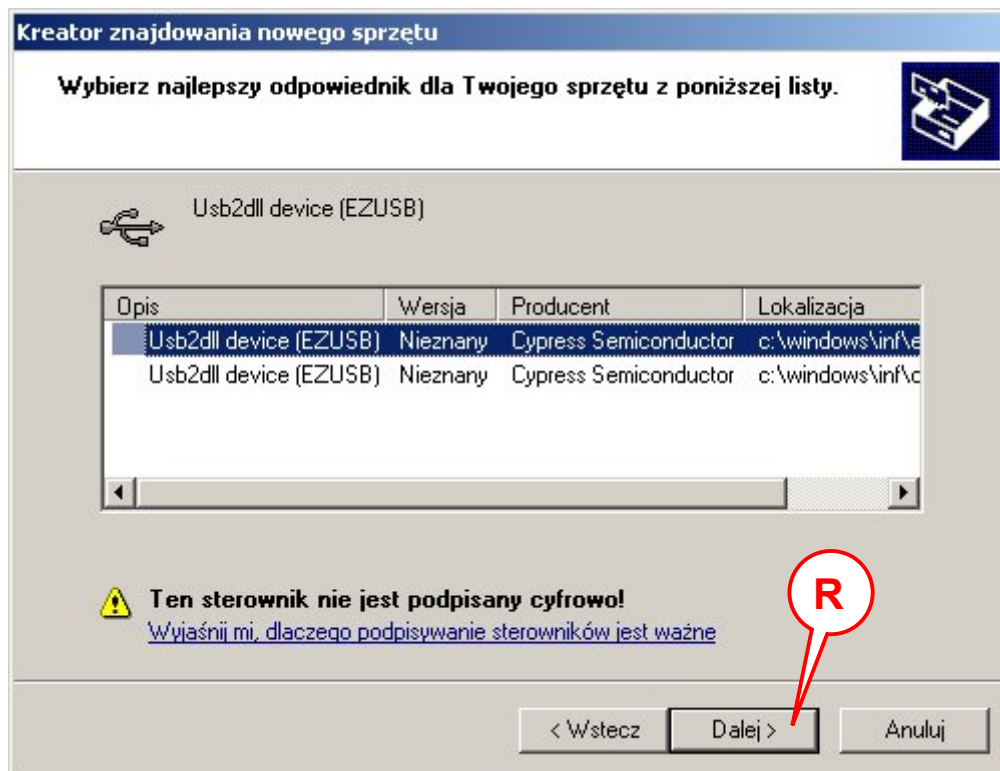 Kreator znajdowania nowego sprzętu
Wybierz najlepszy odpowiednik dla Twojego sprzętu z poniższej listy.
Usb2dll device (EZUSB)
Opis Wersja Producent Lokalizacja
Usb2dll device (EZUSB) Nieznany Cypress Semiconductor c:\windows\inf\e
Usb2dll device (EZUSB) Nieznany Cypress Semiconductor c:\windows\inf\c
Ten sterownik nie jest podpisany cyfrowo!
Wyjaśnij mi, dlaczego podpisywanie sterowników jest ważne
R
< Wstecz Dalej > Anuluj